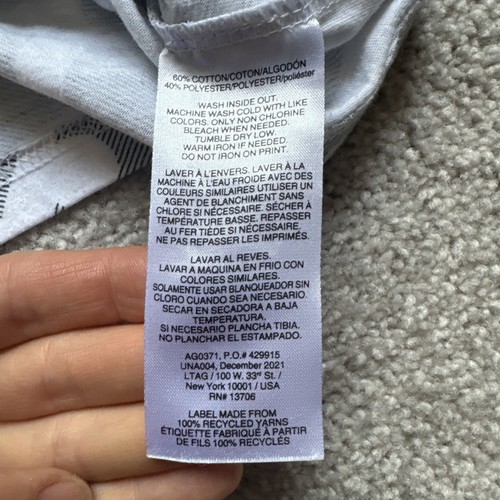 60% COTTON/COTON/ALGODÓN
40% POLYESTER/POLYESTER/poliéster
WASH INSIDE OUT.
MACHINE WASH COLD WITH LIKE
COLORS. ONLY NON CHLORINE
BLEACH WHEN NEEDED.
TUMBLE DRY LOW.
WARM IRON IF NEEDED.
DO NOT IRON ON PRINT.
LAVER À L'ENVERS. LAVER À LA
MACHINE À L'EAU FROIDE AVEC DES
COULEURS SIMILAIRES UTILISER UN
AGENT DE BLANCHIMENT SANS
CHLORE SI NÉCESSAIRE. SÉCHER À
TEMPÉRATURE BASSE. REPASSER
AU FER TIÈDE SI NÉCESSAIRE.
NE PAS REPASSER LES IMPRIMÉS.
LAVAR AL REVES.
LAVAR A MAQUINA EN FRIO CON
COLORES SIMILARES.
SOLAMENTE USAR BLANQUEADOR SIN
CLORO CUANDO SEA NECESARIO.
SECAR EN SECADORA A BAJA
TEMPERATURA.
SI NECESARIO PLANCHA TIBIA.
NO PLANCHAR EL ESTAMPADO.
AG0371, P.O.# 429915
UNA004, December 2021
LTAG / 100 W. 33rd St. /
New York 10001 / USA
RN# 13706
LABEL MADE FROM
100% RECYCLED YARNS
ÉTIQUETTE FABRIQUÉ À PARTIR
DE FILS 100% RECYCLÉS